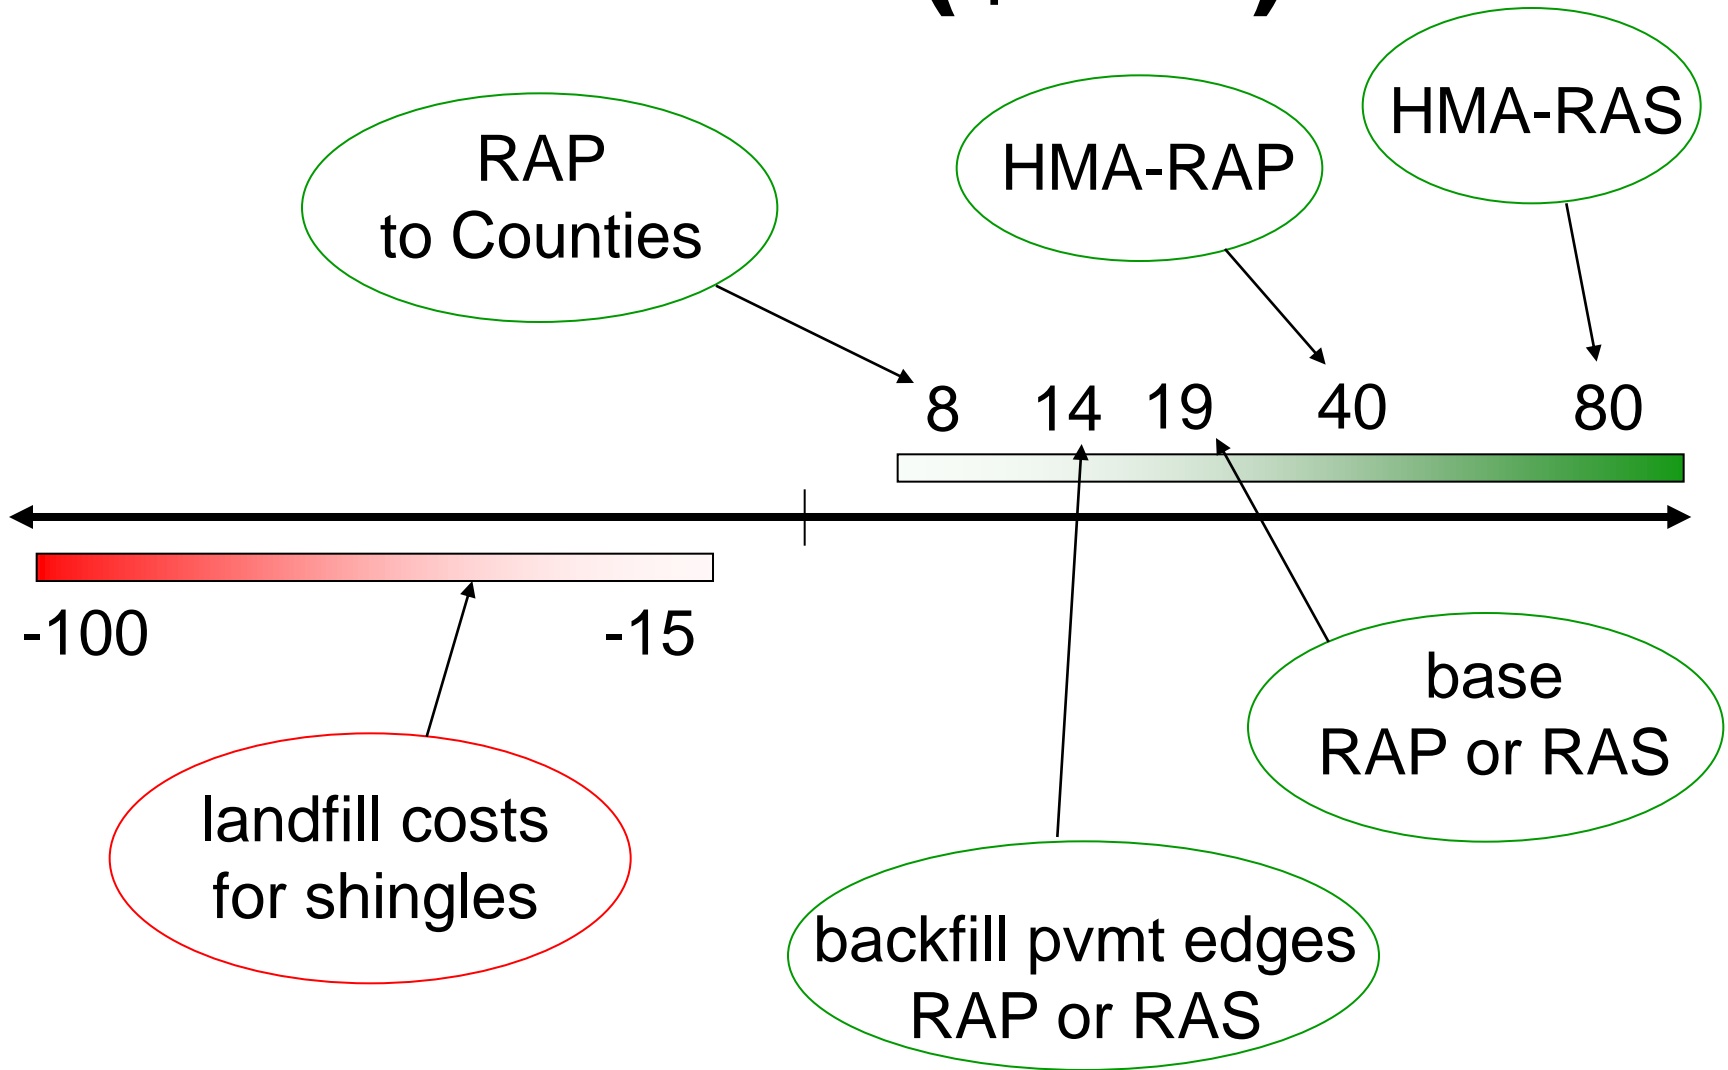 HMA-RAS
RAP
to Counties
HMA-RAP
8 14 19 40 80
-100 -15
base
RAP or RAS
landfill costs
for shingles
backfill pvmt edges
RAP or RAS